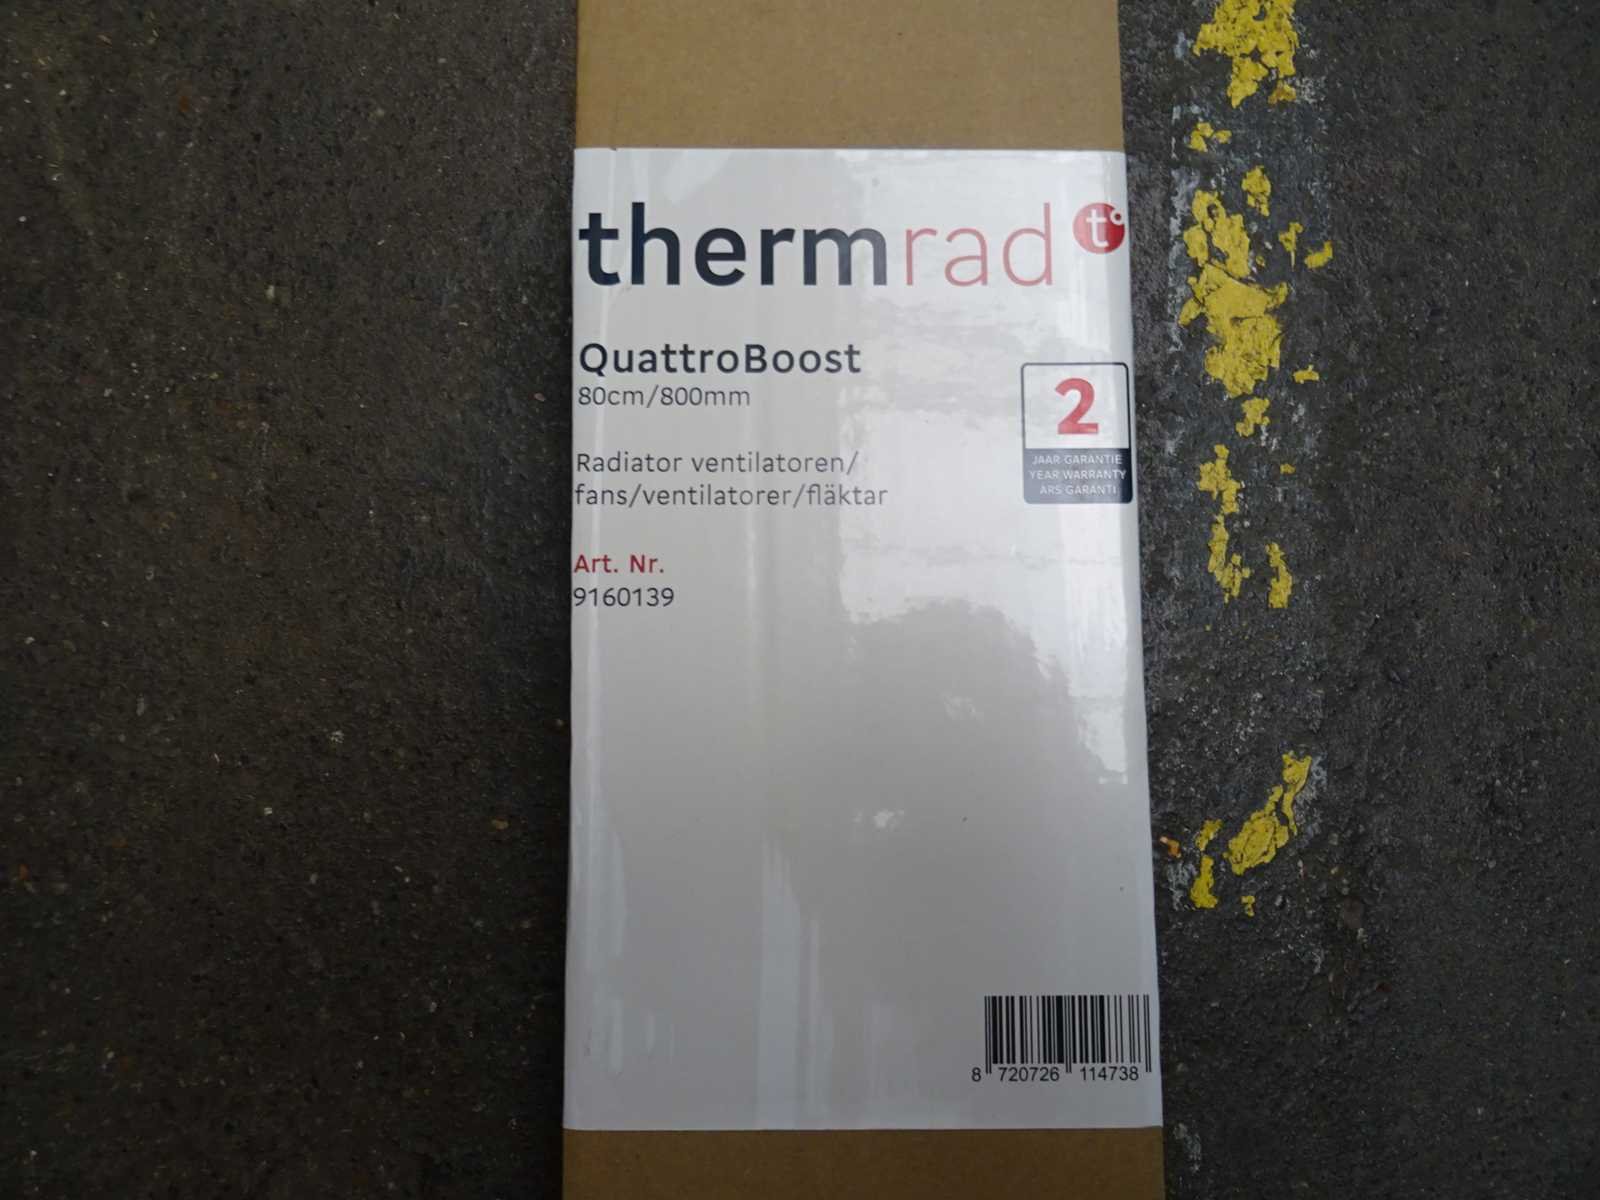 thermrad t°
QuattroBoost
80cm/800mm
2
JAAR GARANTIE
YEAR WARRANTY
ÅRS GARANTI
Radiator ventilatoren/
fans/ventilatorer/fläktar
Art. Nr.
9160139
8 720726 114738